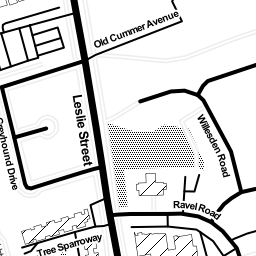 Old Cummer Avenue
Leslie Street
Willesden Road
Greyhound Drive
Ravel Road
Tree Sparroway